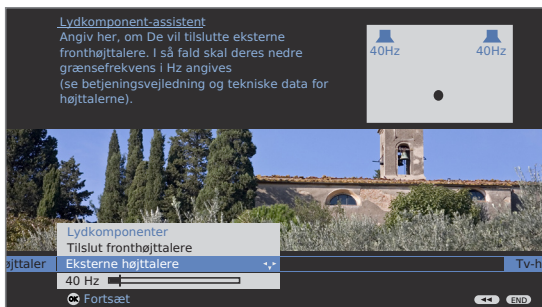 Lydkomponent-assistent
Angiv her, om De vil tilslutte eksterne
fronthøjttalere. I så fald skal deres nedre
grænsefrekvens i Hz angives
(se betjeningsvejledning og tekniske data for
højttalerne).
40Hz 40Hz
Lydkomponenter
Tilslut fronthøjttalere
øjttaler Eksterne højttalere Tv-h
40 Hz
OK Fortsæt END